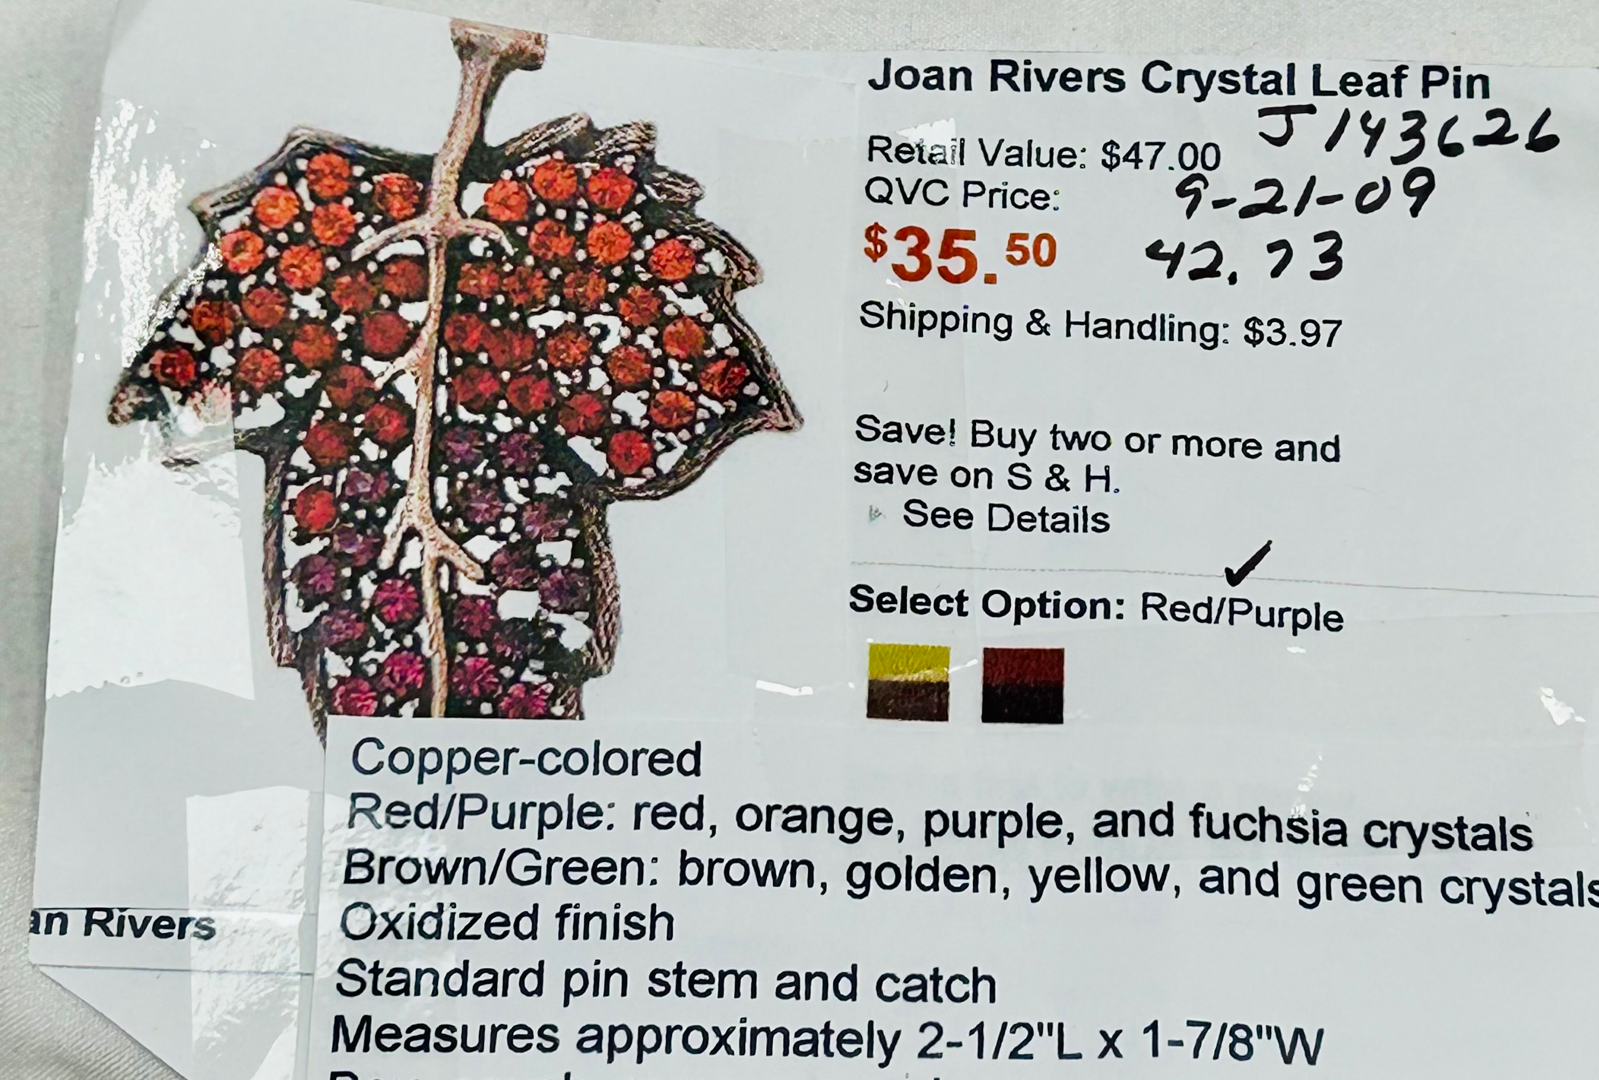 Joan Rivers Crystal Leaf Pin
J143626
Retail Value: $47.00
9-21-09
QVC Price:
$35.50
42.73
Shipping & Handling: $3.97
Save! Buy two or more and
save on S & H.
See Details
✓
Select Option: Red/Purple
Copper-colored
Red/Purple: red, orange, purple, and fuchsia crystals
Brown/Green: brown, golden, yellow, and green crystals
an Rivers
Oxidized finish
Standard pin stem and catch
Measures approximately 2-1/2"L x 1-7/8"W